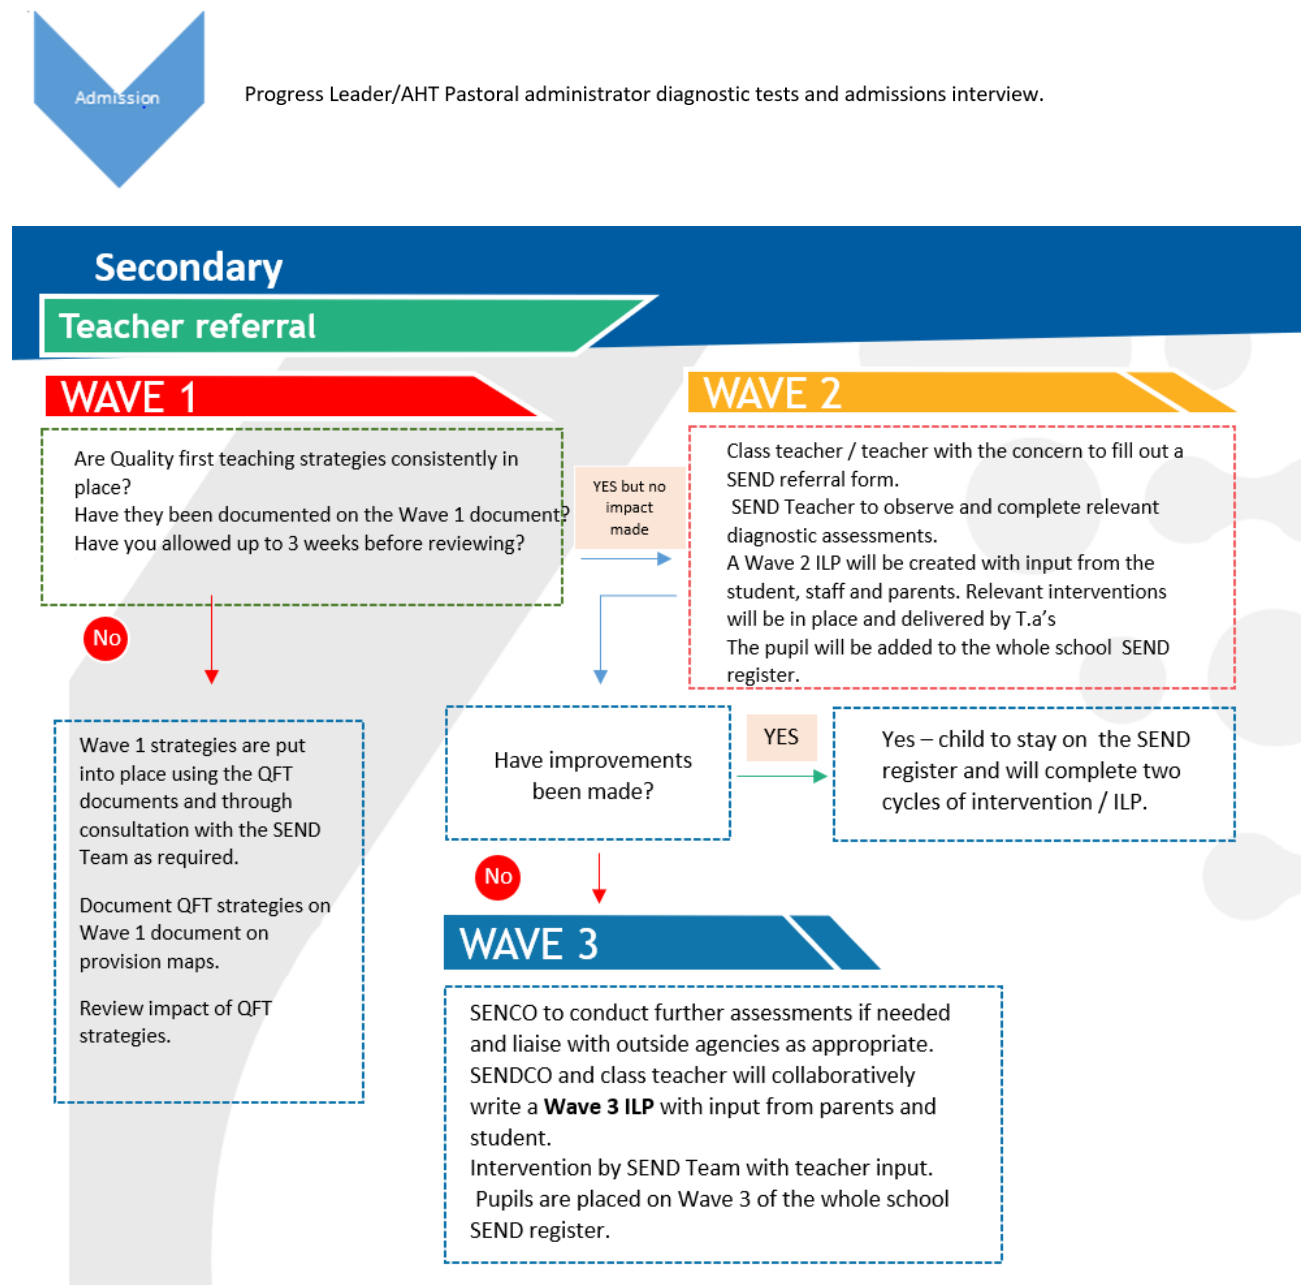 Admission
Progress Leader/AHT Pastoral administrator diagnostic tests and admissions interview.
Secondary
Teacher referral
WAVE 1
Are Quality first teaching strategies consistently in
place?
Have they been documented on the Wave 1 document?
Have you allowed up to 3 weeks before reviewing?
YES but no
impact
made
WAVE 2
Class teacher / teacher with the concern to fill out a
SEND referral form.
SEND Teacher to observe and complete relevant
diagnostic assessments.
A Wave 2 ILP will be created with input from the
student, staff and parents. Relevant interventions
will be in place and delivered by T.a's
The pupil will be added to the whole school SEND
register.
No
Wave 1 strategies are put
into place using the QFT
documents and through
consultation with the SEND
Team as required.
Document QFT strategies on
Wave 1 document on
provision maps.
Review impact of QFT
strategies.
Have improvements
been made?
YES
Yes – child to stay on the SEND
register and will complete two
cycles of intervention / ILP.
No
WAVE 3
SENCO to conduct further assessments if needed
and liaise with outside agencies as appropriate.
SENDCO and class teacher will collaboratively
write a Wave 3 ILP with input from parents and
student.
Intervention by SEND Team with teacher input.
Pupils are placed on Wave 3 of the whole school
SEND register.